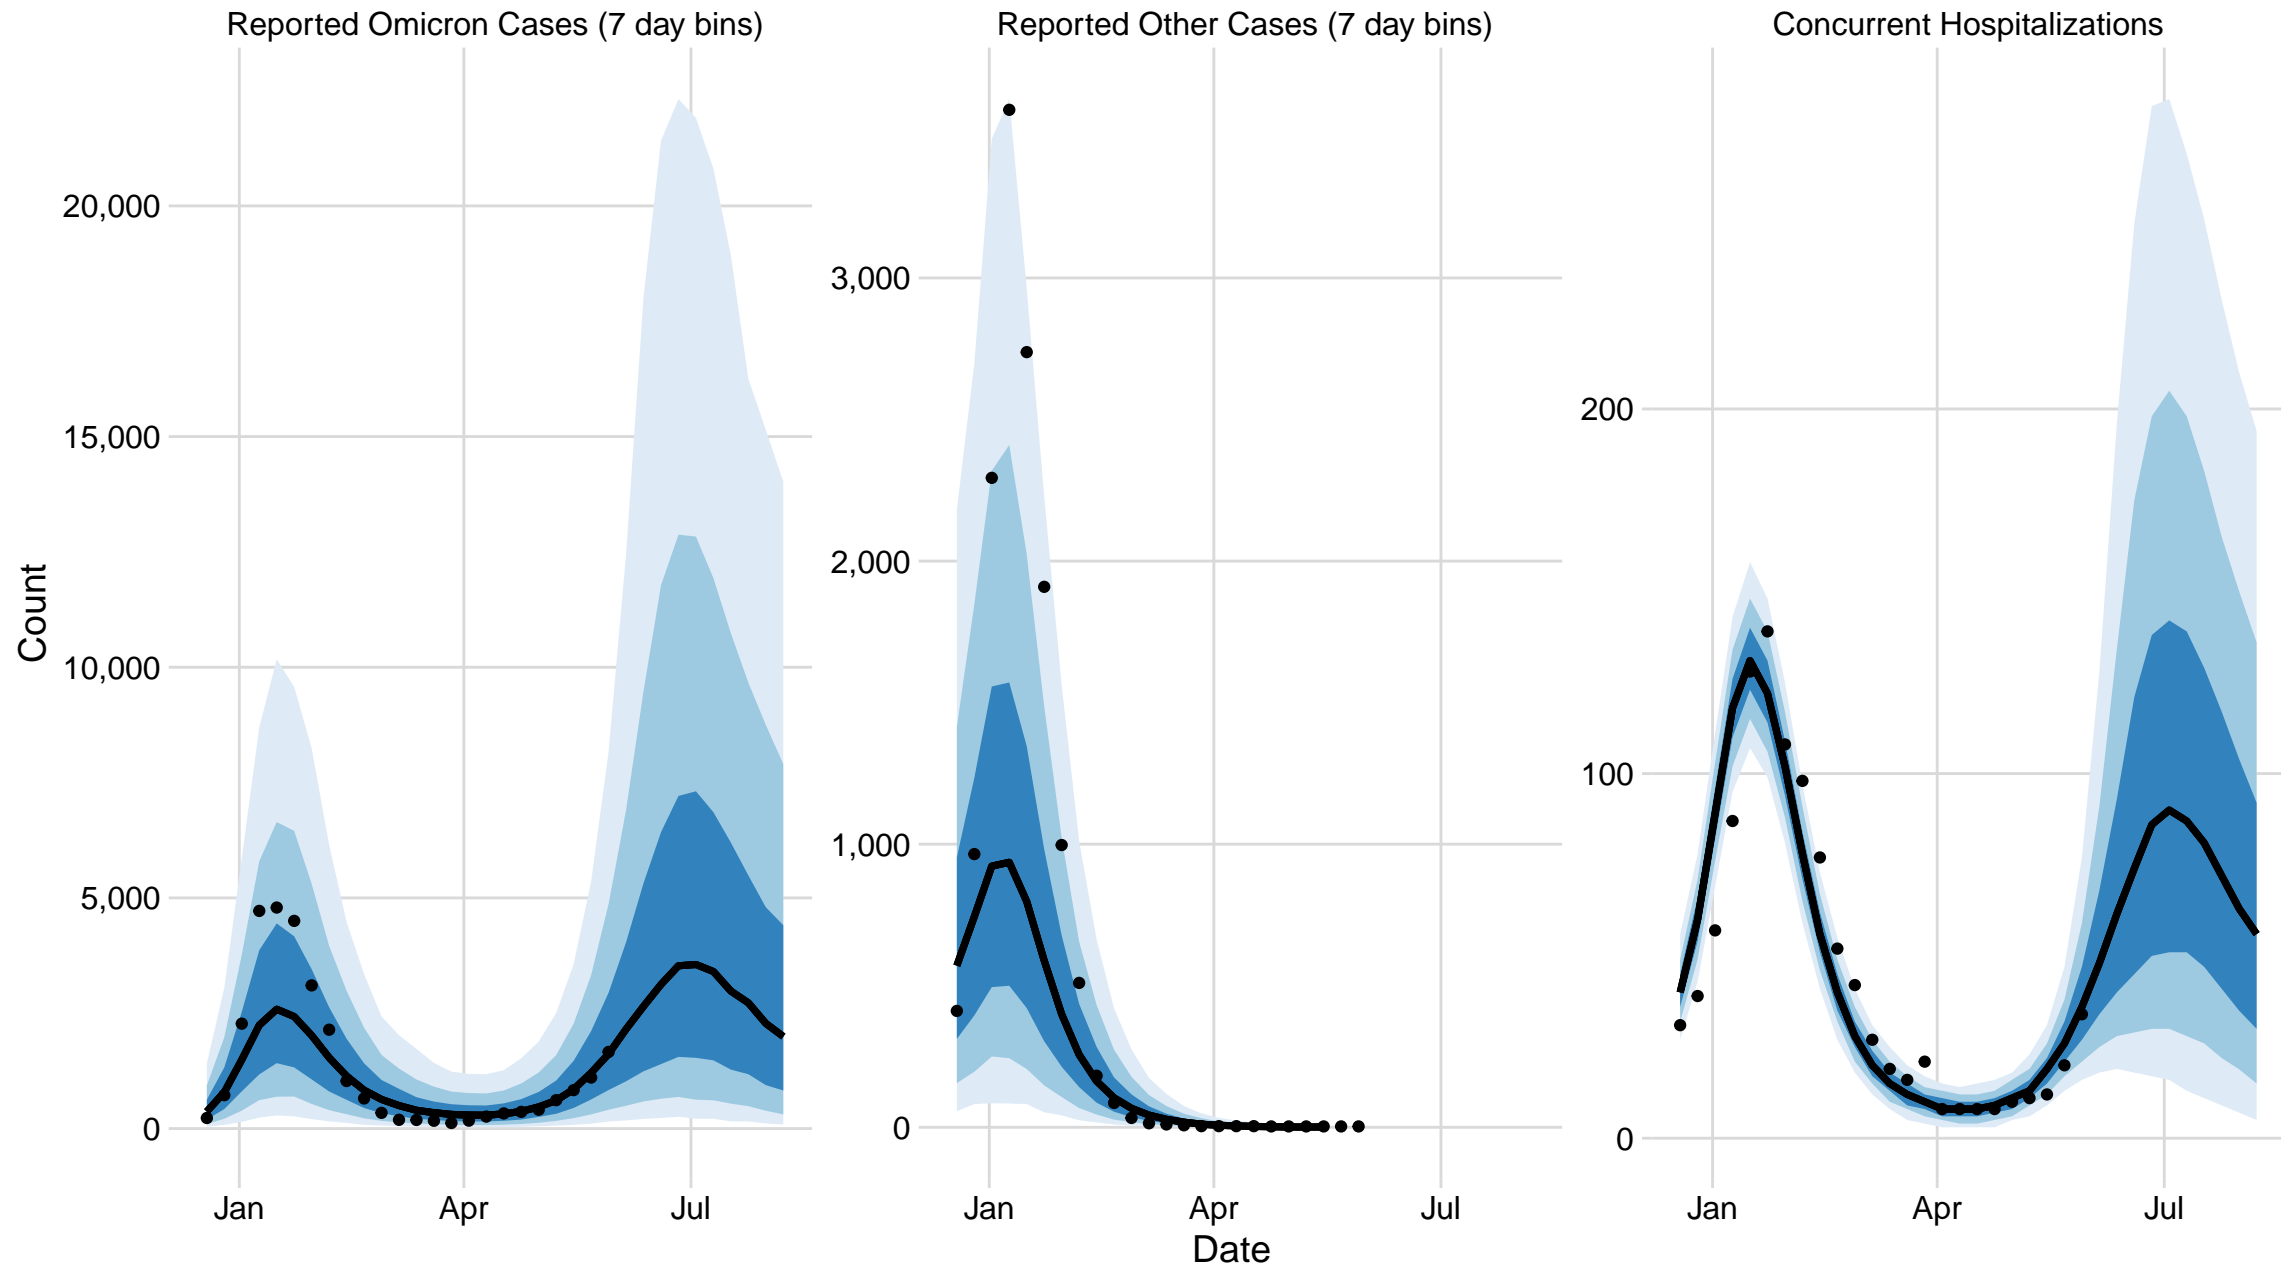 Reported Omicron Cases (7 day bins)
Reported Other Cases (7 day bins)
Concurrent Hospitalizations
Count
20,000
15,000
10,000
5,000
0
Jan
Apr
Jul
3,000
2,000
1,000
0
Jan
Apr
Jul
200
100
0
Jan
Apr
Jul
Date